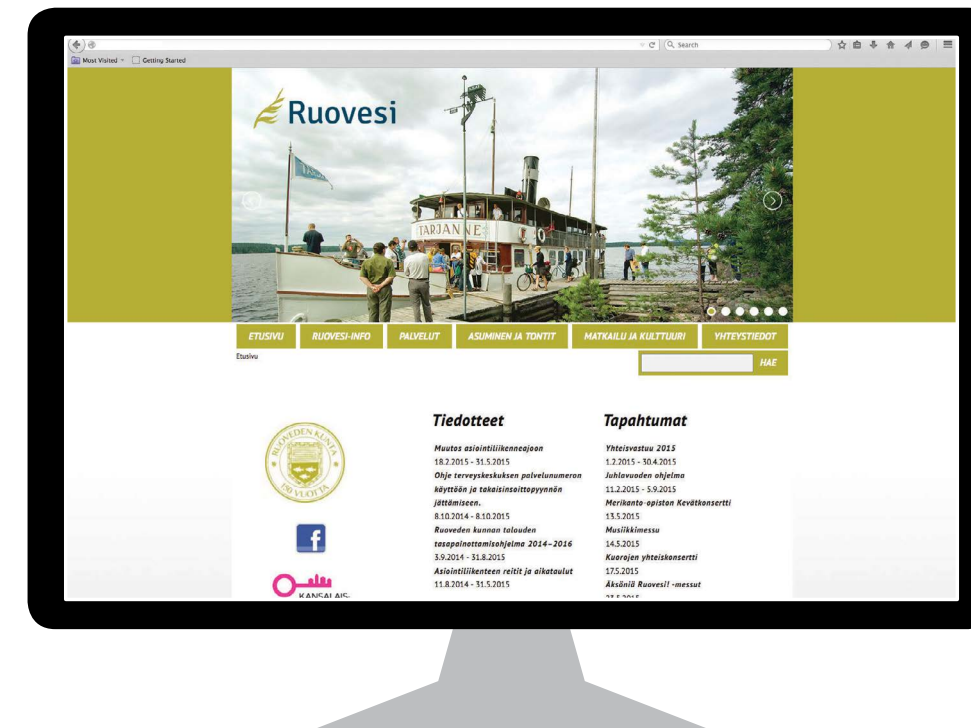 Search
Most Visited
Getting Started
Ruovesi
TARJANNE
ETUSIVU
RUOVESI-INFO
PALVELUT
ASUMINEN JA TONTIT
MATKAILU JA KULTTUURI
YHTEYSTIEDOT
Etusivu
HAE
RUOVEDEN KUNTA
150 VUOTTA
KANSALAIS-
Tiedotteet
Muutos asiointiliikenneajoon
18.2.2015 - 31.5.2015
Ohje terveyskeskuksen palvelunumeron
käyttöön ja takaisinsoittopyynnön
jättämiseen.
8.10.2014 - 8.10.2015
Ruoveden kunnan talouden
tasapainottamisohjelma 2014–2016
3.9.2014 - 31.8.2015
Asiointiliikenteen reitit ja aikataulut
11.8.2014 - 31.5.2015
Tapahtumat
Yhteisvastuu 2015
1.2.2015 - 30.4.2015
Juhlavuoden ohjelma
11.2.2015 - 5.9.2015
Merikanto-opiston Kevätkonsertti
13.5.2015
Musiikkimessu
14.5.2015
Kuorojen yhteiskonsertti
17.5.2015
Äksöniä Ruovesi! -messut
23.5.2015